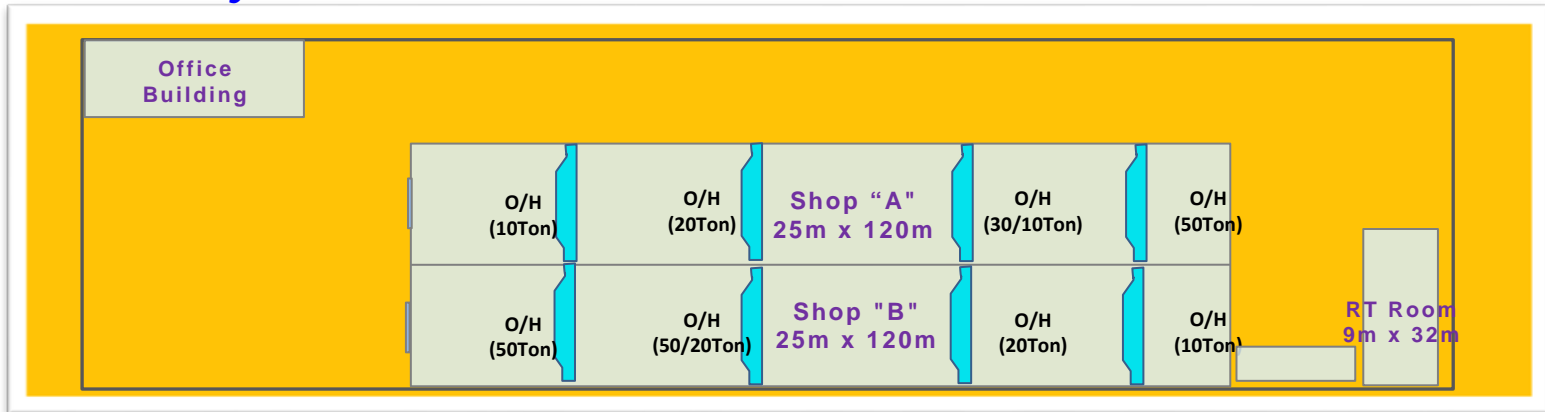 Office
Building
O/H
(10Ton)
O/H
(20Ton)
Shop “A"
25m x 120m
O/H
(30/10Ton)
O/H
(50Ton)
O/H
(50Ton)
O/H
(50/20Ton)
Shop "B"
25m x 120m
O/H
(20Ton)
O/H
(10Ton)
RT Room
9m x 32m